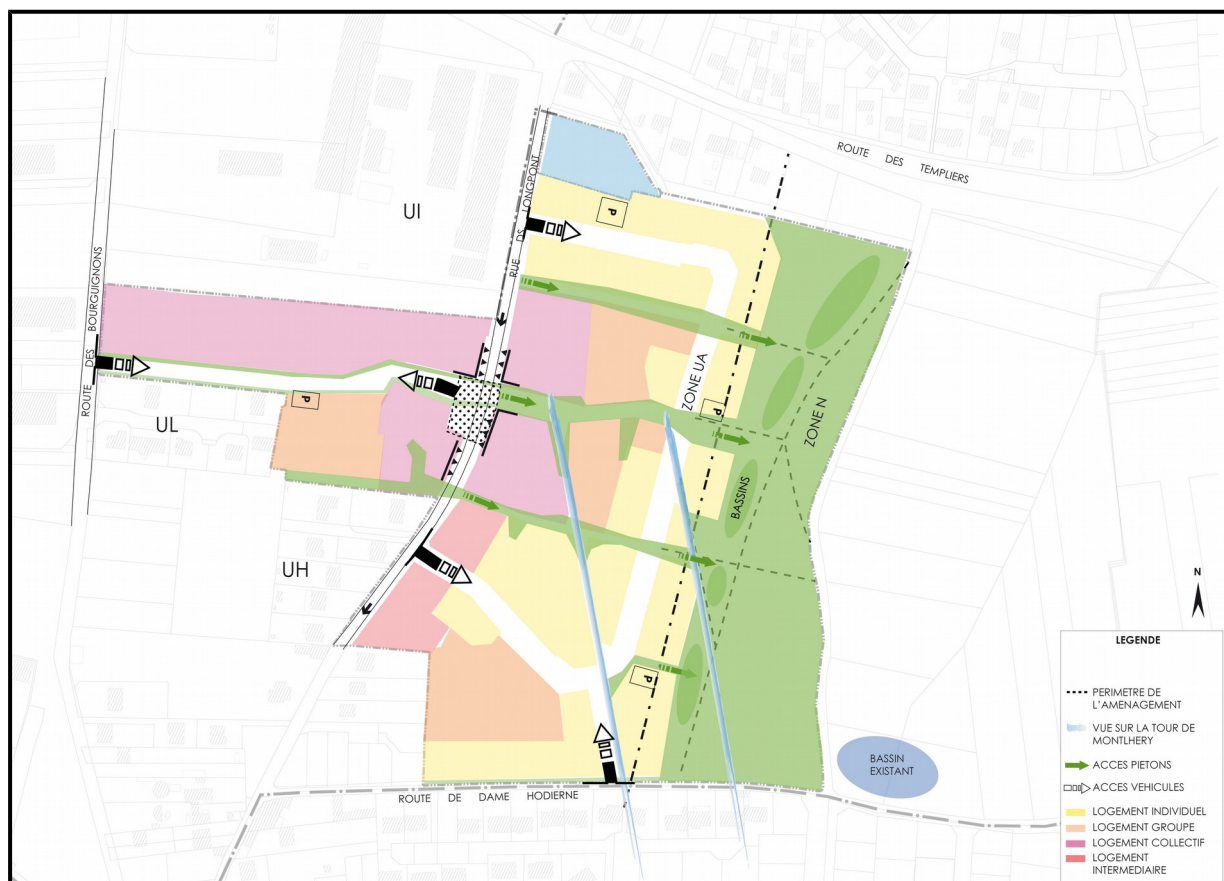 ROUTE DES TEMPLIERS
RUE DS LONGPONT
UI
ROUTE DES BOURGUIGNONS
P
ZONE UA
ZONE N
P
P
UL
BASSINS
UH
P
N
LEGENDE
PERIMETRE DE
L'AMENAGEMENT
VUE SUR LA TOUR DE
MONTLHERY
ACCES PIETONS
ACCES VEHICULES
LOGEMENT INDIVIDUEL
LOGEMENT GROUPE
LOGEMENT COLLECTIF
LOGEMENT
INTERMEDIAIRE
BASSIN
EXISTANT
ROUTE DE DAME HODIERNE